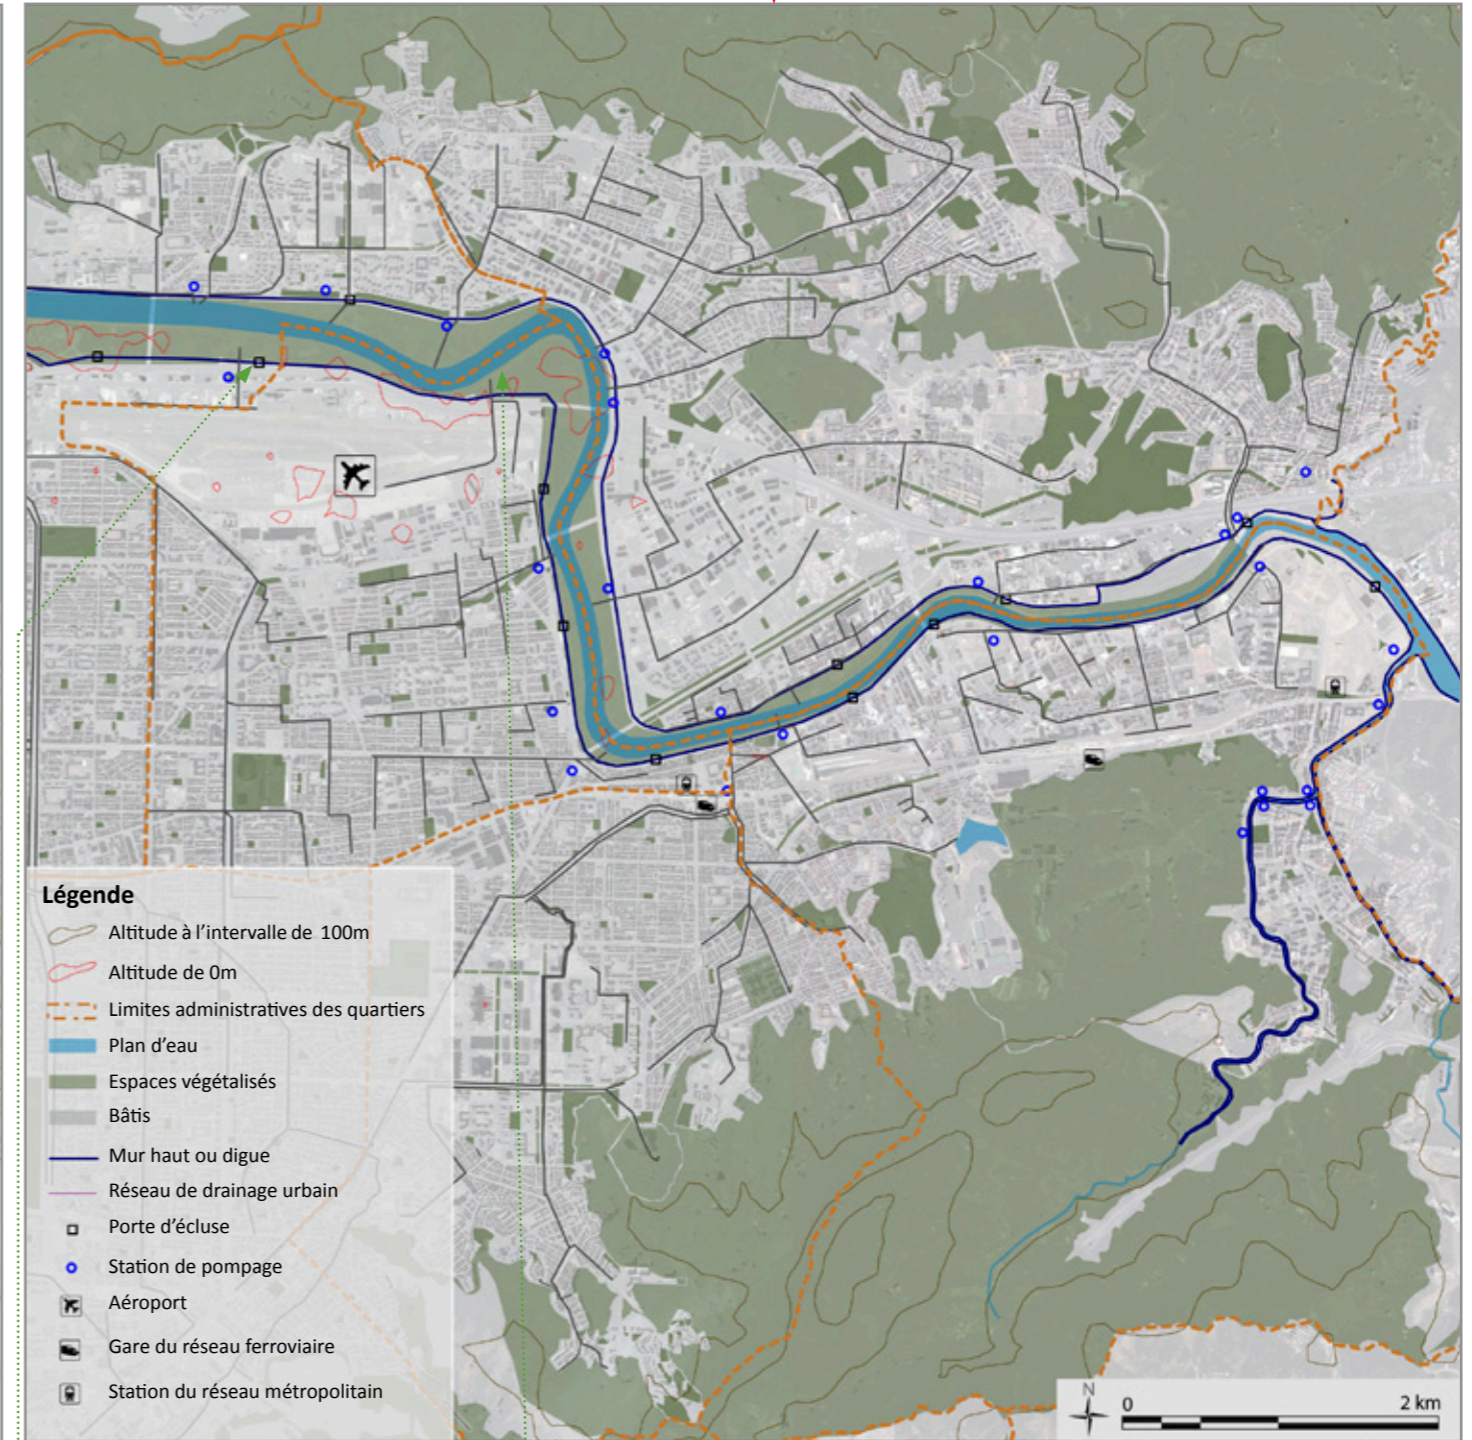 Légende
Altitude à l'intervalle de 100m
Altitude de 0m
Limites administratives des quartiers
Plan d'eau
Espaces végétalisés
Bâtis
Mur haut ou digue
Réseau de drainage urbain
Porte d'écluse
Station de pompage
Aéroport
Gare du réseau ferroviaire
Station du réseau métropolitain
N
0 2 km